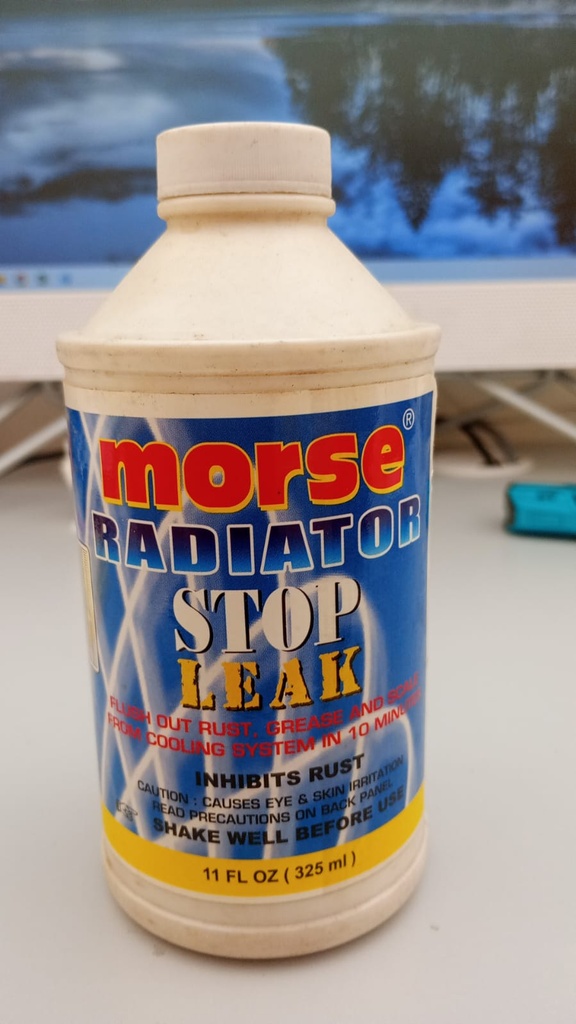 morse®
RADIATOR
STOP
LEAK
FLUSH OUT RUST, GREASE AND SCALE
FROM COOLING SYSTEM IN 10 MINUTES
INHIBITS RUST
CAUTION : CAUSES EYE & SKIN IRRITATION
READ PRECAUTIONS ON BACK PANEL
SHAKE WELL BEFORE USE
11 FL OZ ( 325 ml )